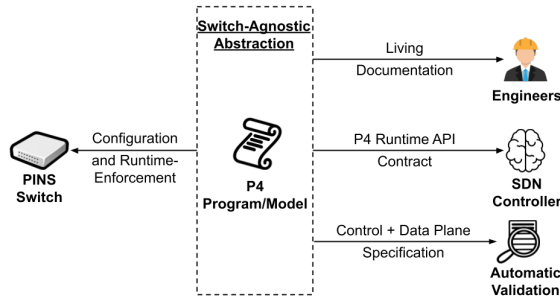 Switch-Agnostic
Abstraction
Living
Documentation
Engineers
Configuration
and Runtime-
Enforcement
PINS
Switch
P4
Program/Model
P4 Runtime API
Contract
SDN
Controller
Control + Data Plane
Specification
Automatic
Validation